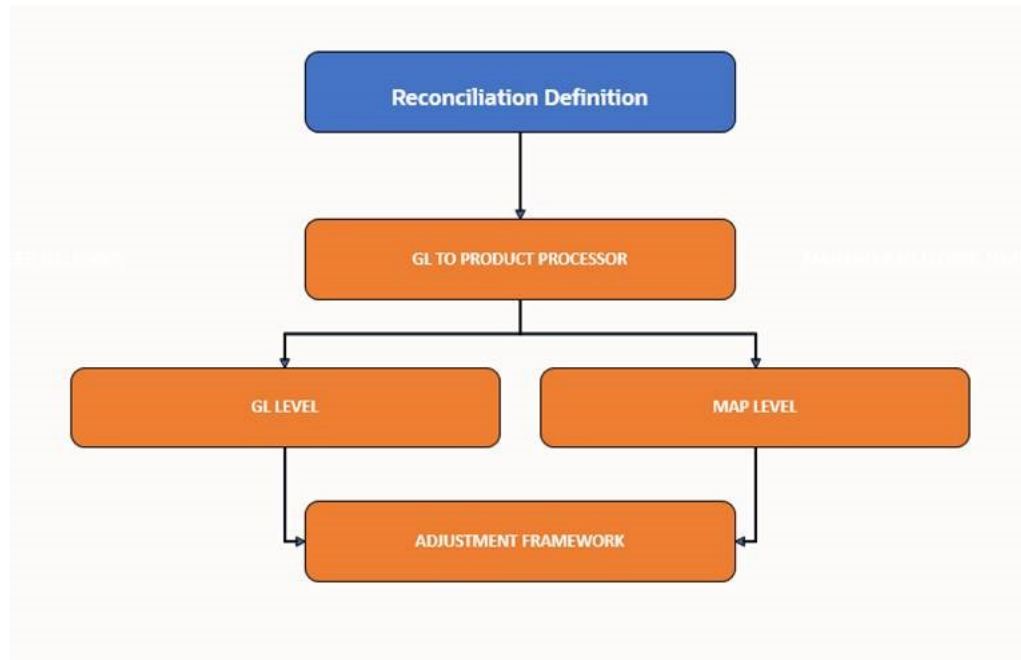 Reconciliation Definition
GL TO PRODUCT PROCESSOR
GL LEVEL
MAP LEVEL
ADJUSTMENT FRAMEWORK